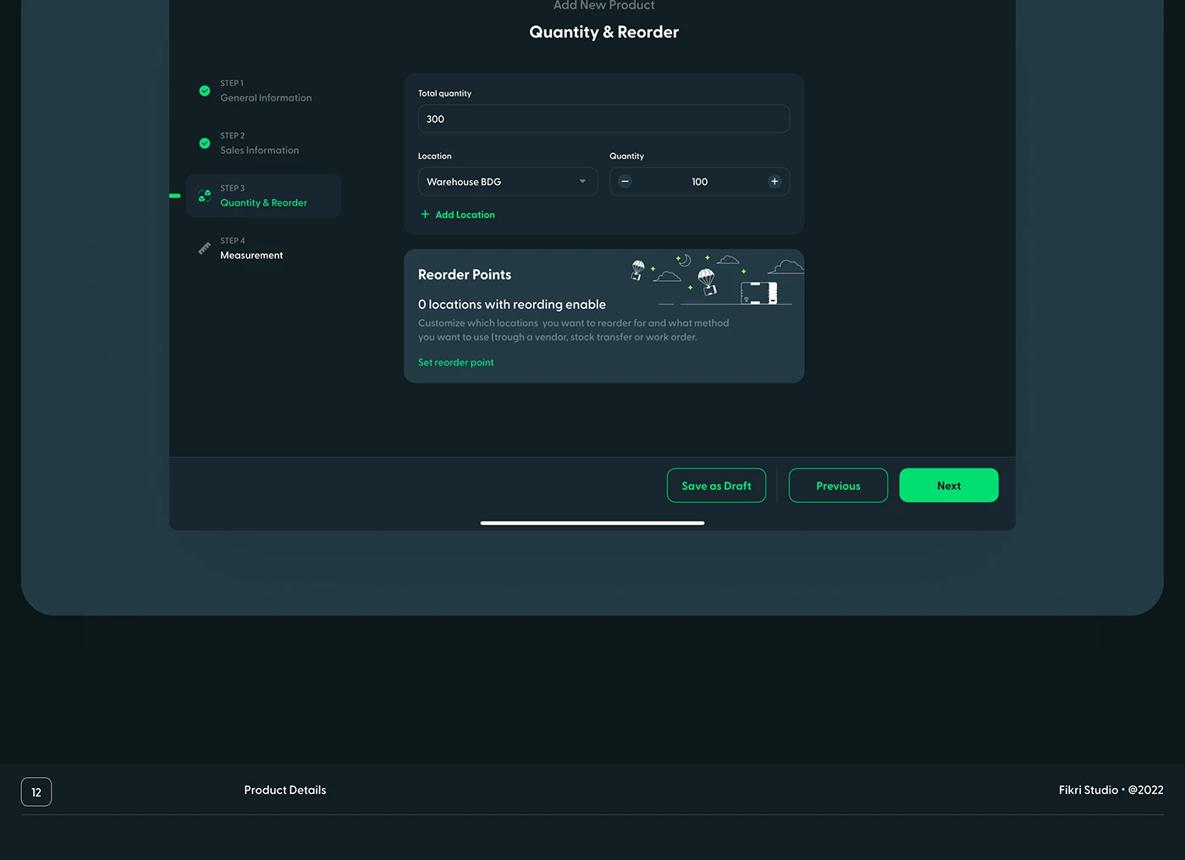 Add New Product
Quantity & Reorder
STEP 1
General Information
STEP 2
Sales Information
STEP 3
Quantity & Reorder
STEP 4
Measurement
Total quantity
300
Location
Quantity
Warehouse BDG
100
+ Add Location
Reorder Points
0 locations with reording enable
Customize which locations you want to reorder for and what method
you want to use (trough a vendor, stock transfer or work order.
Set reorder point
Save as Draft
Previous
Next
12
Product Details
Fikri Studio • @2022